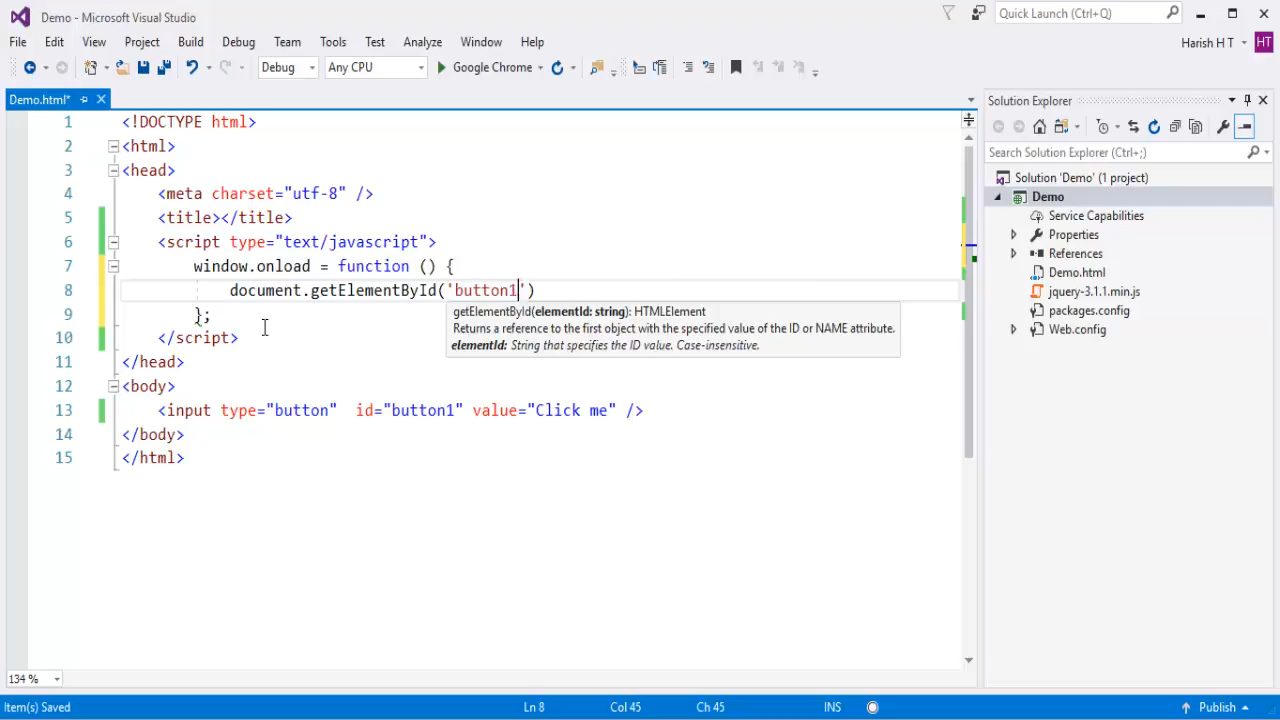 Demo - Microsoft Visual Studio
Quick Launch (Ctrl+Q)
File Edit View Project Build Debug Team Tools Test Analyze Window Help
Harish H T HT
Debug Any CPU Google Chrome
Demo.html*
1 <!DOCTYPE html>
2 <html>
3 <head>
4 <meta charset="utf-8" />
5 <title></title>
6 <script type="text/javascript">
7 window.onload = function () {
8 document.getElementById('button1')
9 };
10 </script>
11 </head>
12 <body>
13 <input type="button" id="button1" value="Click me" />
14 </body>
15 </html>
getElementById(elementId: string): HTMLElement
Returns a reference to the first object with the specified value of the ID or NAME attribute.
elementId: String that specifies the ID value. Case-insensitive.
Solution Explorer
Search Solution Explorer (Ctrl+;)
Solution 'Demo' (1 project)
Demo
Service Capabilities
Properties
References
Demo.html
jquery-3.1.1.min.js
packages.config
Web.config
134 %
Item(s) Saved Ln 8 Col 45 Ch 45 INS Publish